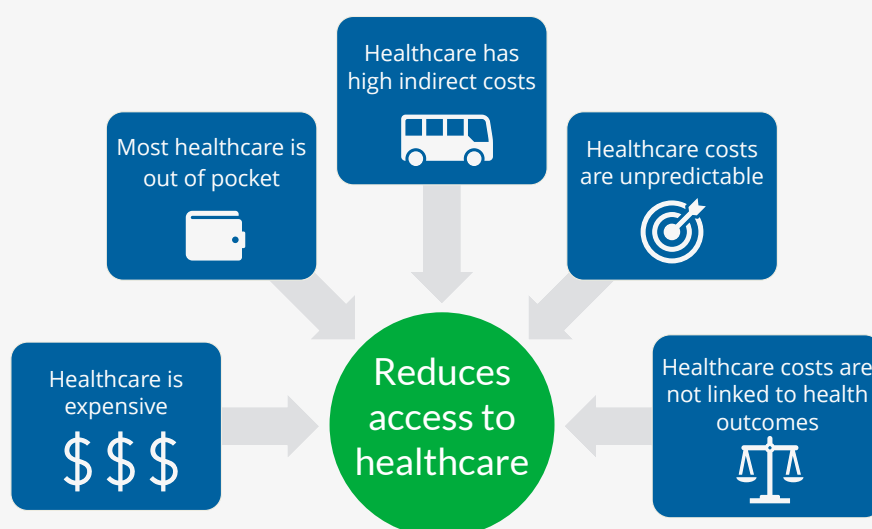 Healthcare has
high indirect costs
Most healthcare is
out of pocket
Healthcare costs
are unpredictable
Healthcare is
expensive
$ $ $
Reduces
access to
healthcare
Healthcare costs are
not linked to health
outcomes